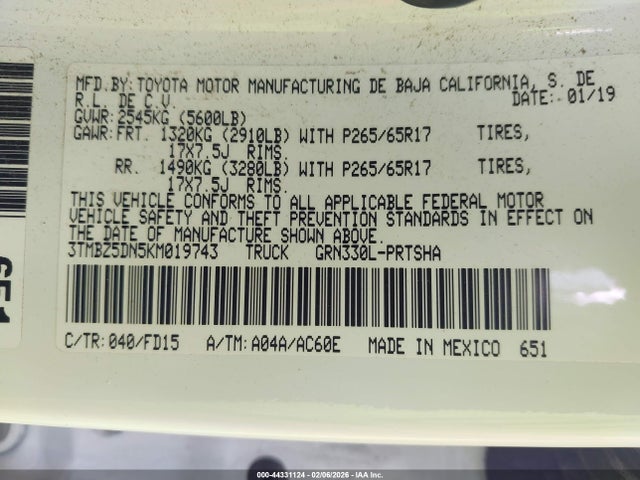 MFD.BY:TOYOTA MOTOR MANUFACTURING DE BAJA CALIFORNIA, S. DE
R.L. DE C.V. DATE: 01/19
GVWR:2545KG (5600LB)
GAWR:FRT. 1320KG (2910LB) WITH P265/65R17 TIRES,
17X7.5J RIMS.
RR. 1490KG (3280LB) WITH P265/65R17 TIRES,
17X7.5J RIMS.
THIS VEHICLE CONFORMS TO ALL APPLICABLE FEDERAL MOTOR
VEHICLE SAFETY AND THEFT PREVENTION STANDARDS IN EFFECT ON
THE DATE OF MANUFACTURE SHOWN ABOVE.
3TMBZ5DN5KM019743 TRUCK GRN330L-PRTSHA
C/TR:040/FD15 A/TM:A04A/AC60E MADE IN MEXICO 651
651
000-44331124 - 02/06/2026 - IAA Inc.